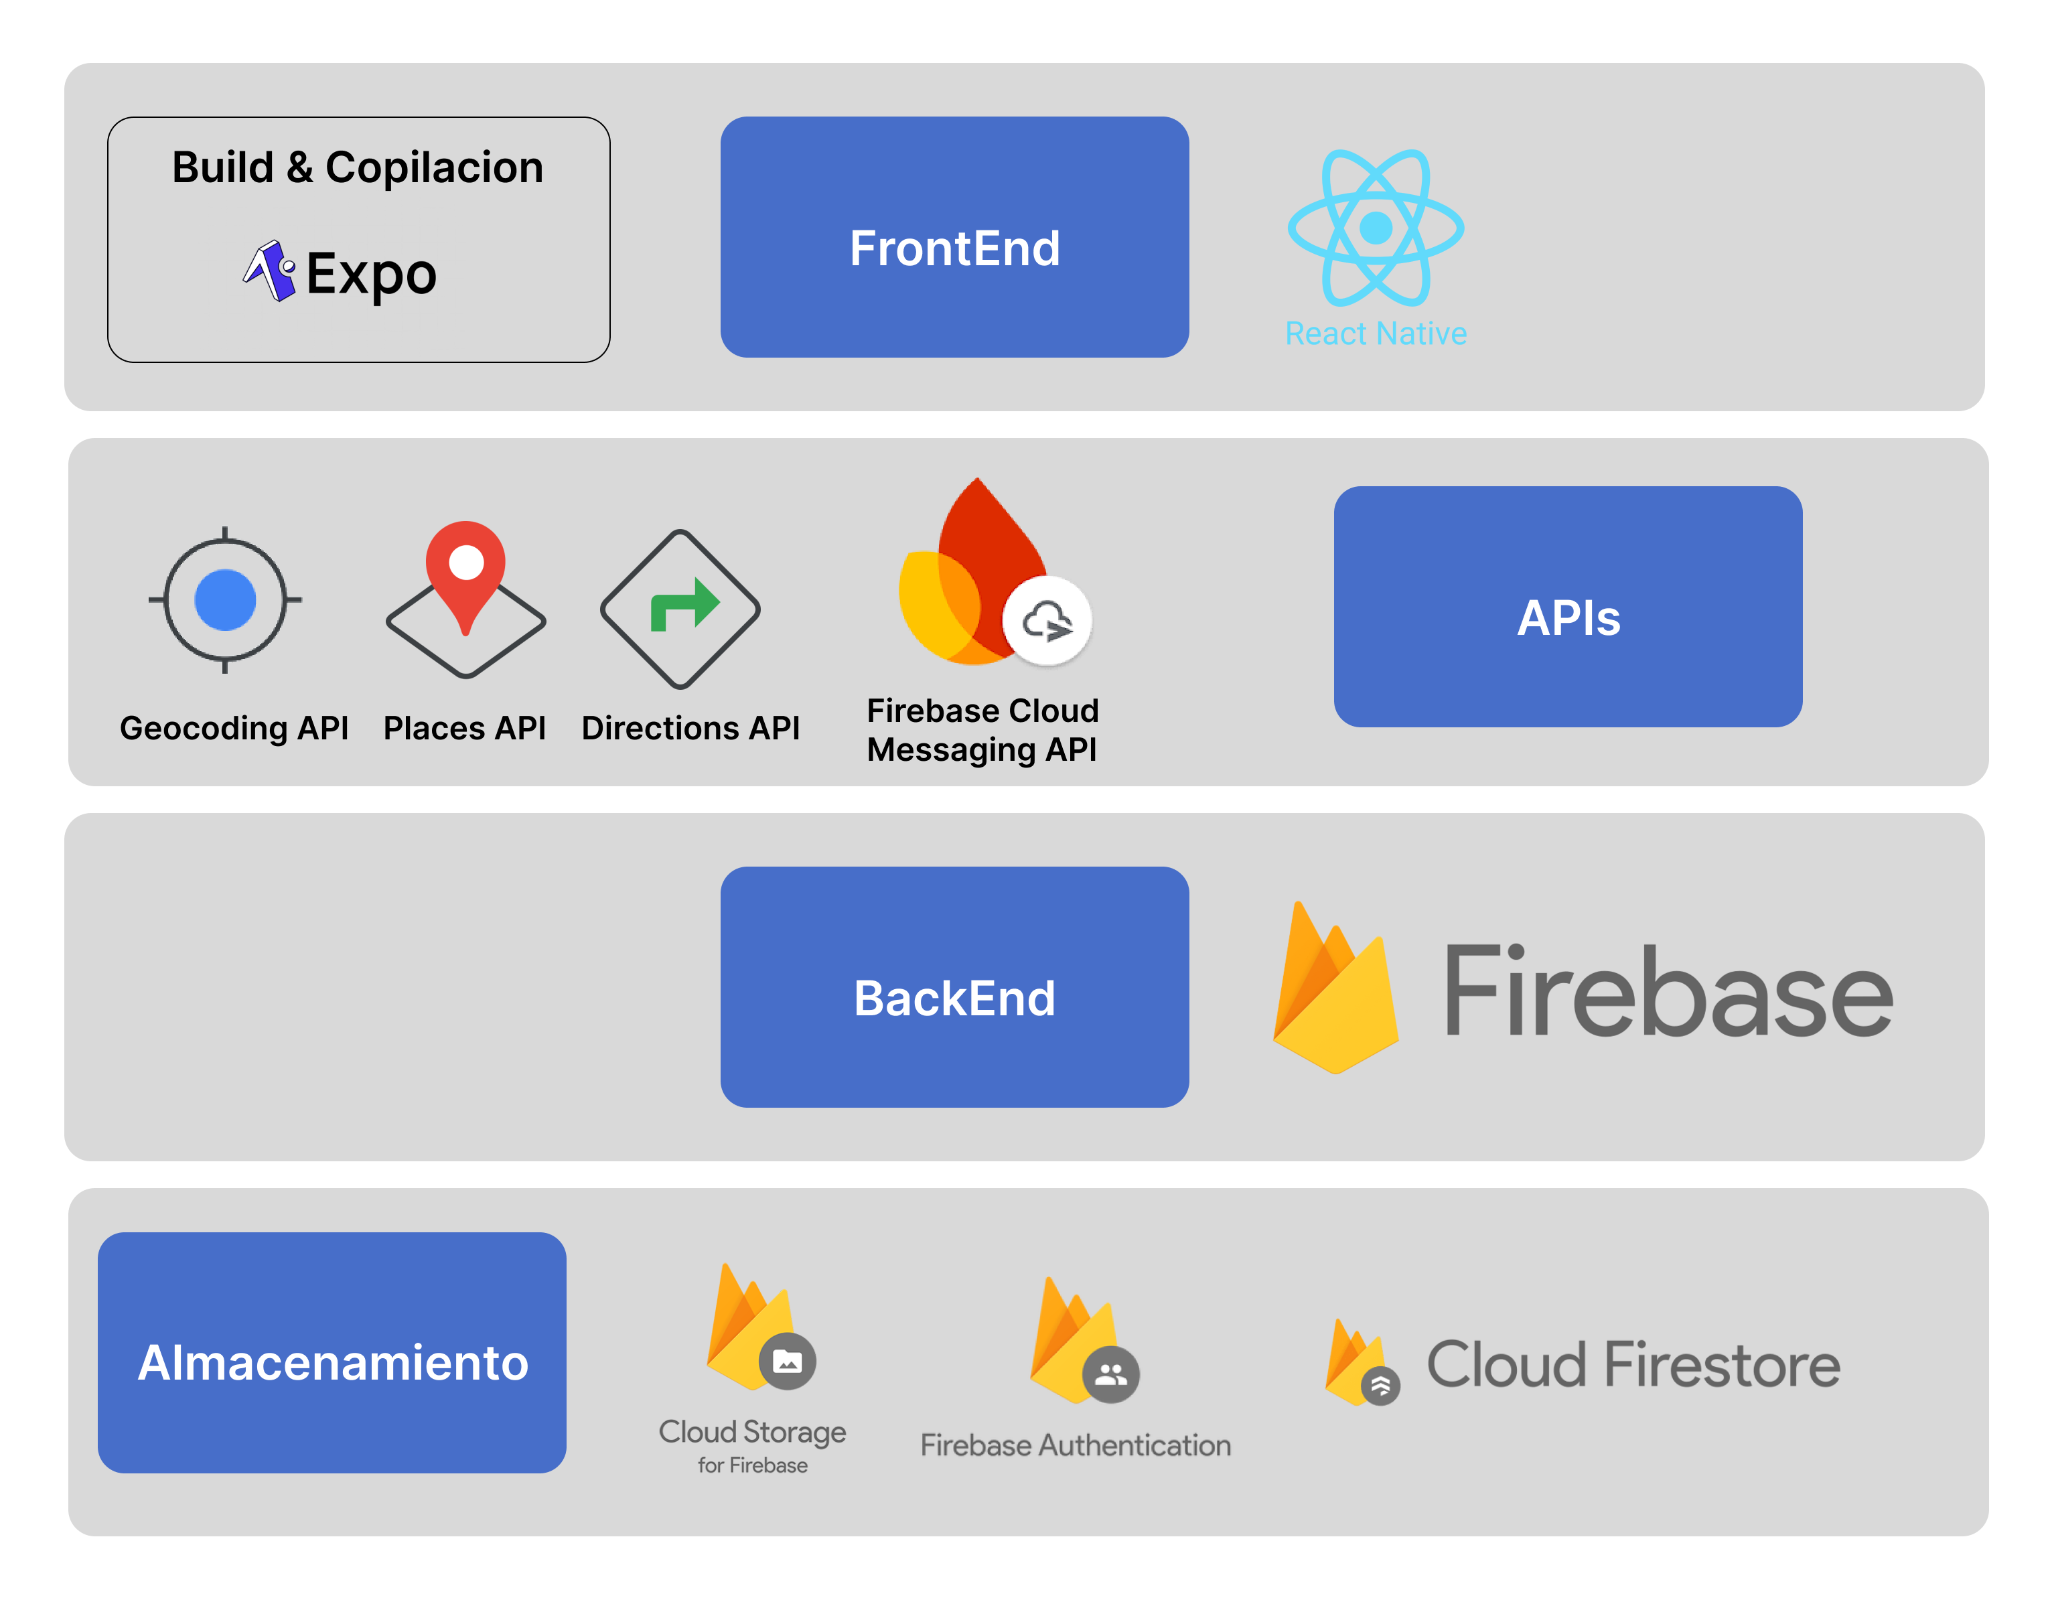 Build & Copilacion
Expo
FrontEnd
React Native
Geocoding API
Places API
Directions API
Firebase Cloud
Messaging API
APIs
BackEnd
Firebase
Almacenamiento
Cloud Storage
for Firebase
Firebase Authentication
Cloud Firestore